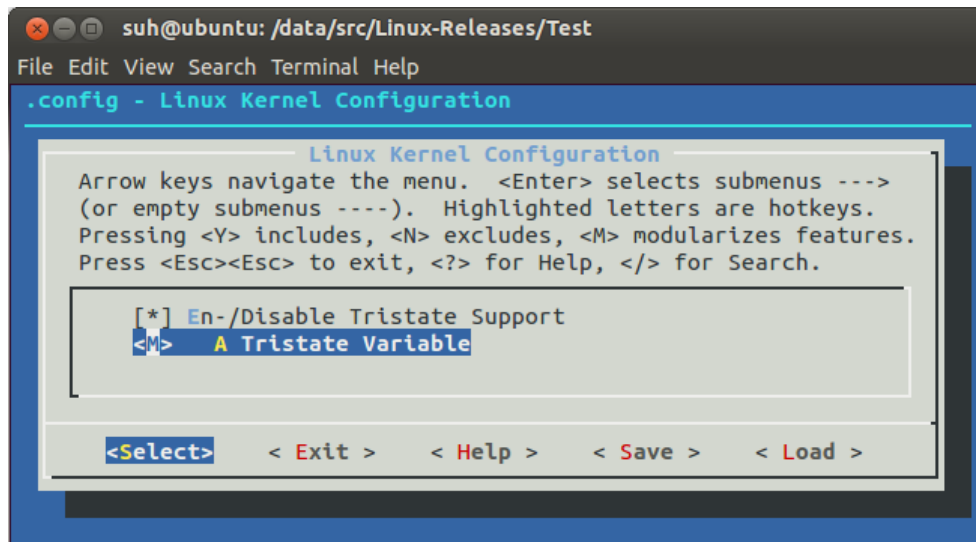 suh@ubuntu: /data/src/Linux-Releases/Test
File Edit View Search Terminal Help
.config - Linux Kernel Configuration
Linux Kernel Configuration
Arrow keys navigate the menu.  <Enter> selects submenus --->
(or empty submenus ----).  Highlighted letters are hotkeys.
Pressing <Y> includes, <N> excludes, <M> modularizes features.
Press <Esc><Esc> to exit, <?> for Help, </> for Search.
[*] En-/Disable Tristate Support
<M>   A Tristate Variable
<Select>    < Exit >    < Help >    < Save >    < Load >